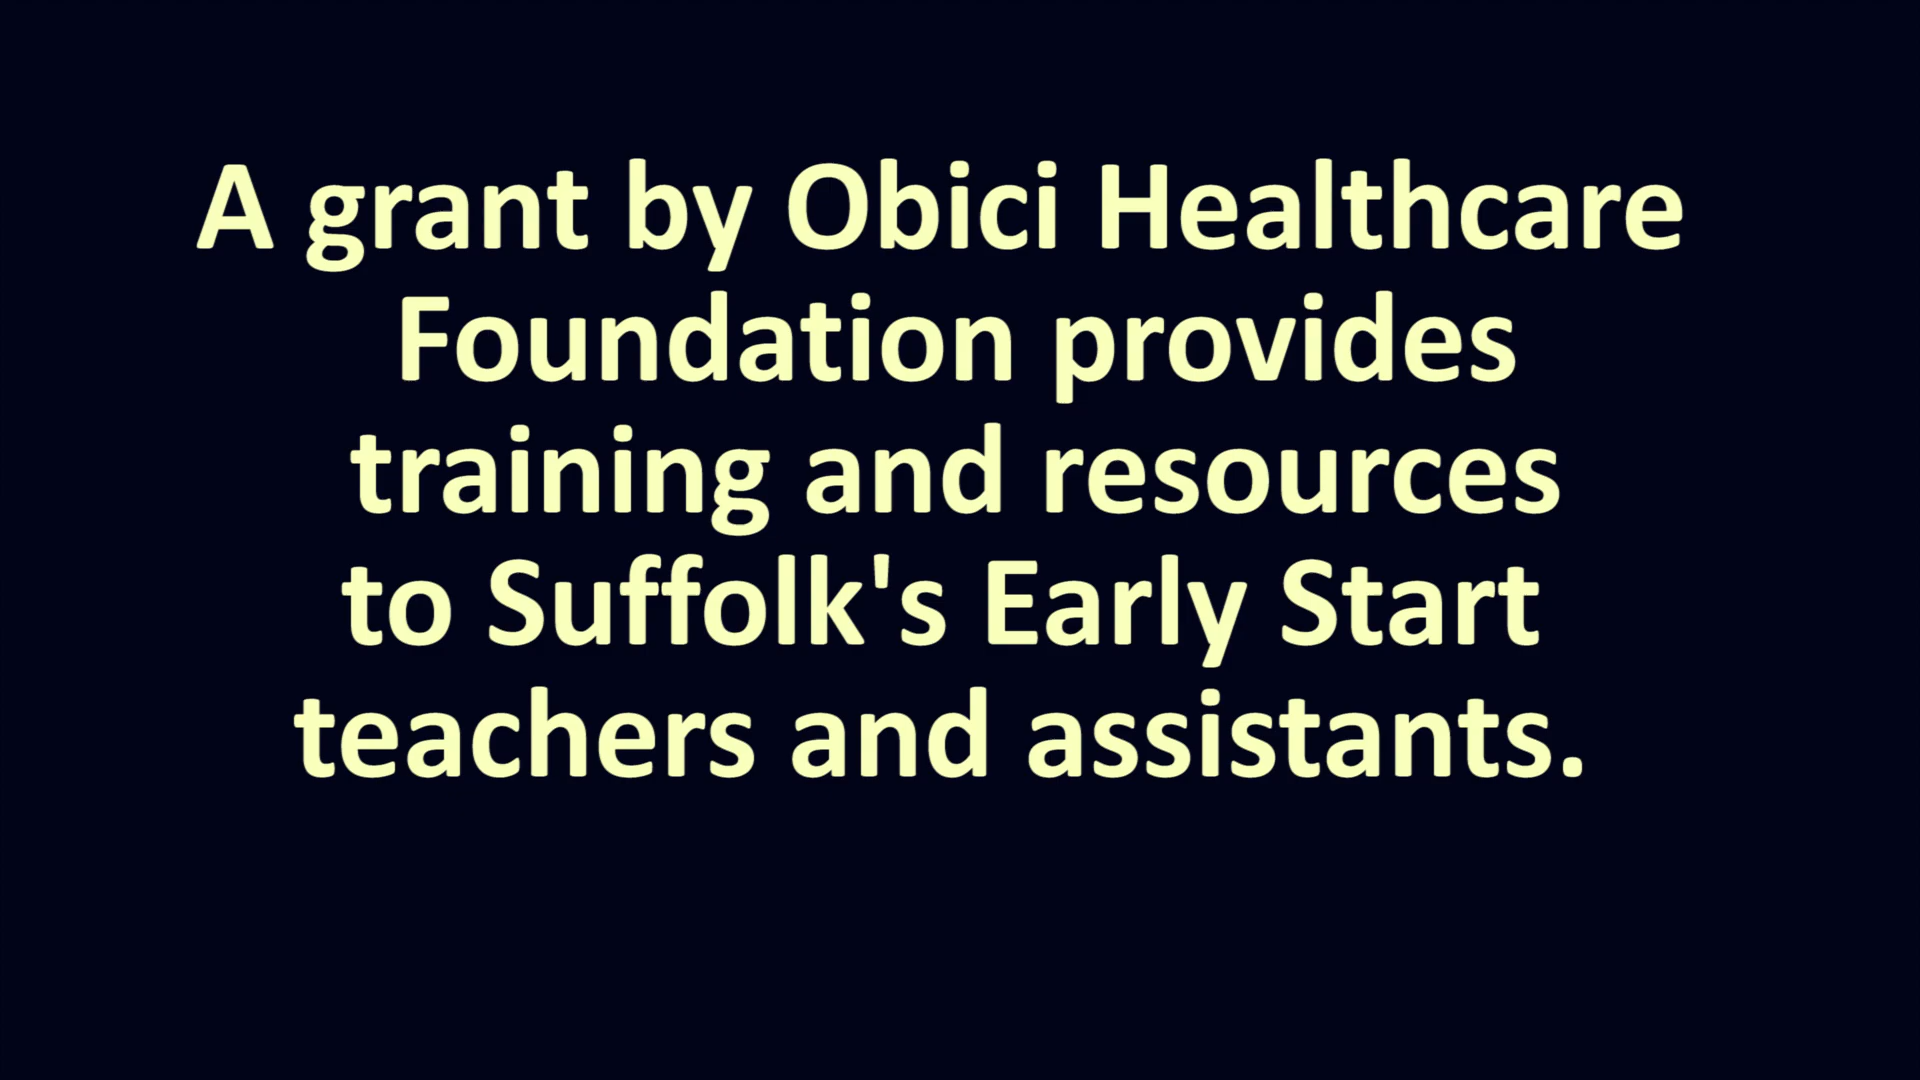 A grant by Obici Healthcare
Foundation provides
training and resources
to Suffolk's Early Start
teachers and assistants.